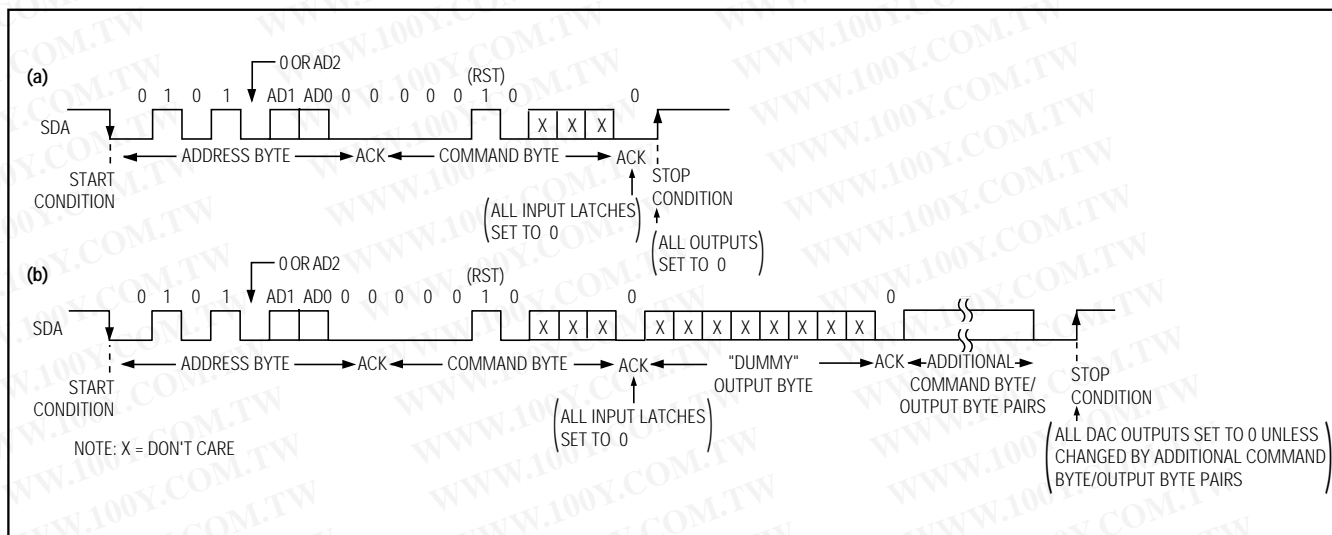 (a)
0 OR AD2
(RST)
0 1 0 1 AD1 AD0 0 0 0 0 0 1 0 0
SDA X X X
ADDRESS BYTE ACK COMMAND BYTE ACK
START
CONDITION
STOP
CONDITION
(ALL INPUT LATCHES
SET TO 0)
(ALL OUTPUTS
SET TO 0)
(b)
0 OR AD2
(RST)
0 1 0 1 AD1 AD0 0 0 0 0 0 1 0 0 0
SDA X X X X X X X X X X X
ADDRESS BYTE ACK COMMAND BYTE ACK "DUMMY"
OUTPUT BYTE
ACK ADDITIONAL
COMMAND BYTE/
OUTPUT BYTE PAIRS
START
CONDITION
STOP
CONDITION
(ALL INPUT LATCHES
SET TO 0)
NOTE: X = DON'T CARE
(ALL DAC OUTPUTS SET TO 0 UNLESS
CHANGED BY ADDITIONAL COMMAND
BYTE/OUTPUT BYTE PAIRS)
WWW.100Y.COM.TW